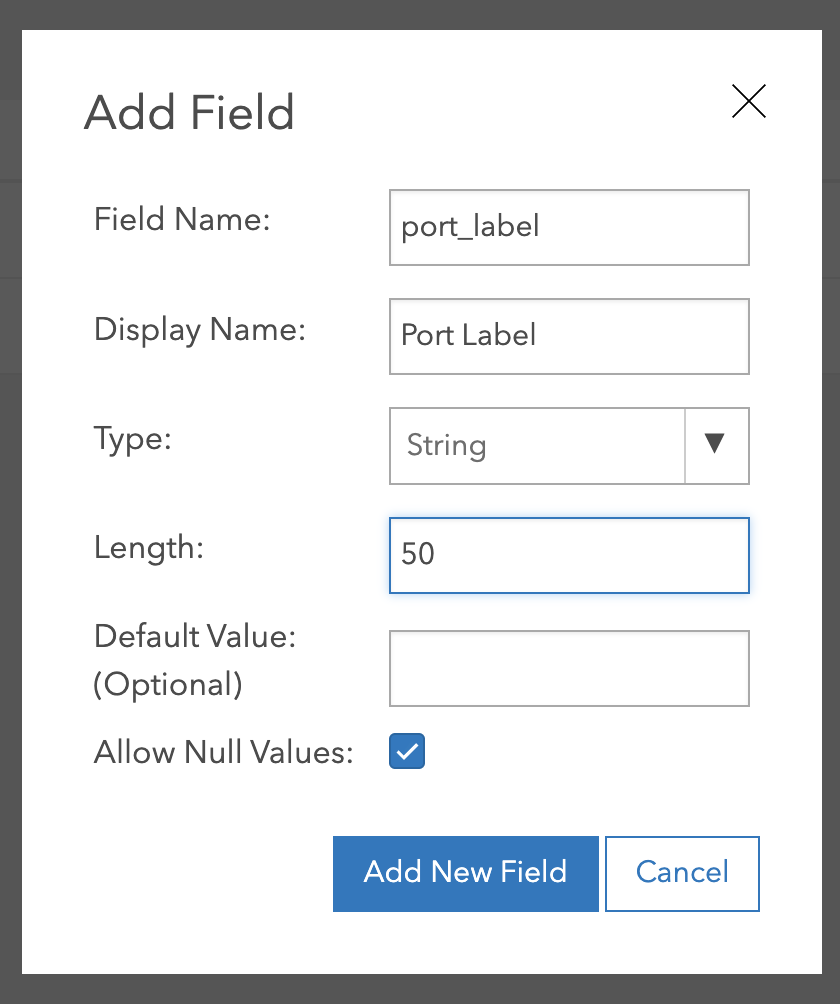 Add Field
Field Name:
port_label
Display Name:
Port Label
Type:
String
Length:
50
Default Value:
(Optional)
Allow Null Values:
Add New Field
Cancel